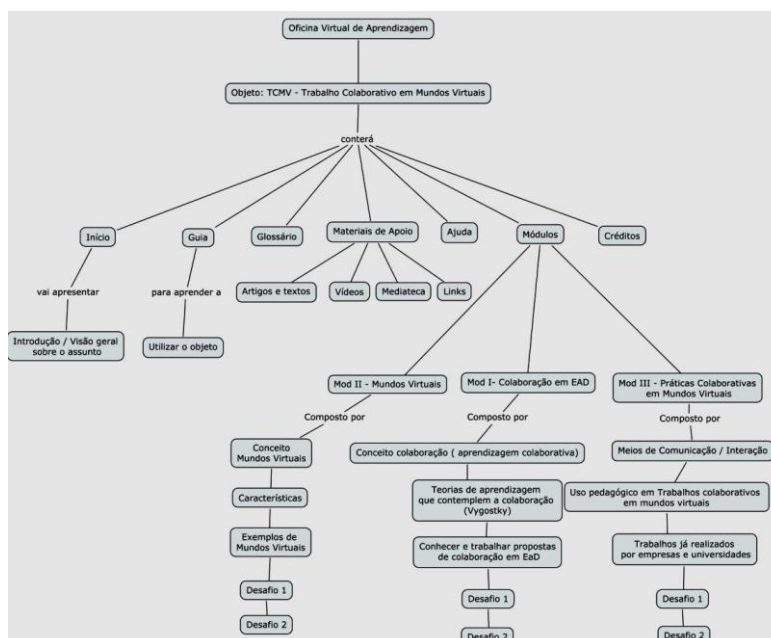 Oficina Virtual de Aprendizagem
Objeto: TCMV - Trabalho Colaborativo em Mundos Virtuais
conterá
Início
Guia
Glossário
Materiais de Apoio
Ajuda
Módulos
Créditos
vai apresentar
para aprender a
Artigos e textos
Vídeos
Mediateca
Links
Introdução / Visão geral
sobre o assunto
Utilizar o objeto
Mod II - Mundos Virtuais
Mod I- Colaboração em EAD
Mod III - Práticas Colaborativas
em Mundos Virtuais
Composto por
Composto por
Composto por
Conceito
Mundos Virtuais
Conceito colaboração ( aprendizagem colaborativa)
Meios de Comunicação / Interação
Características
Teorias de aprendizagem
que contemplem a colaboração
(Vygostky)
Uso pedagógico em Trabalhos colaborativos
em mundos virtuais
Exemplos de
Mundos Virtuais
Conhecer e trabalhar propostas
de colaboração em EaD
Trabalhos já realizados
por empresas e universidades
Desafio 1
Desafio 1
Desafio 1
Desafio 2
Desafio 2
Desafio 2